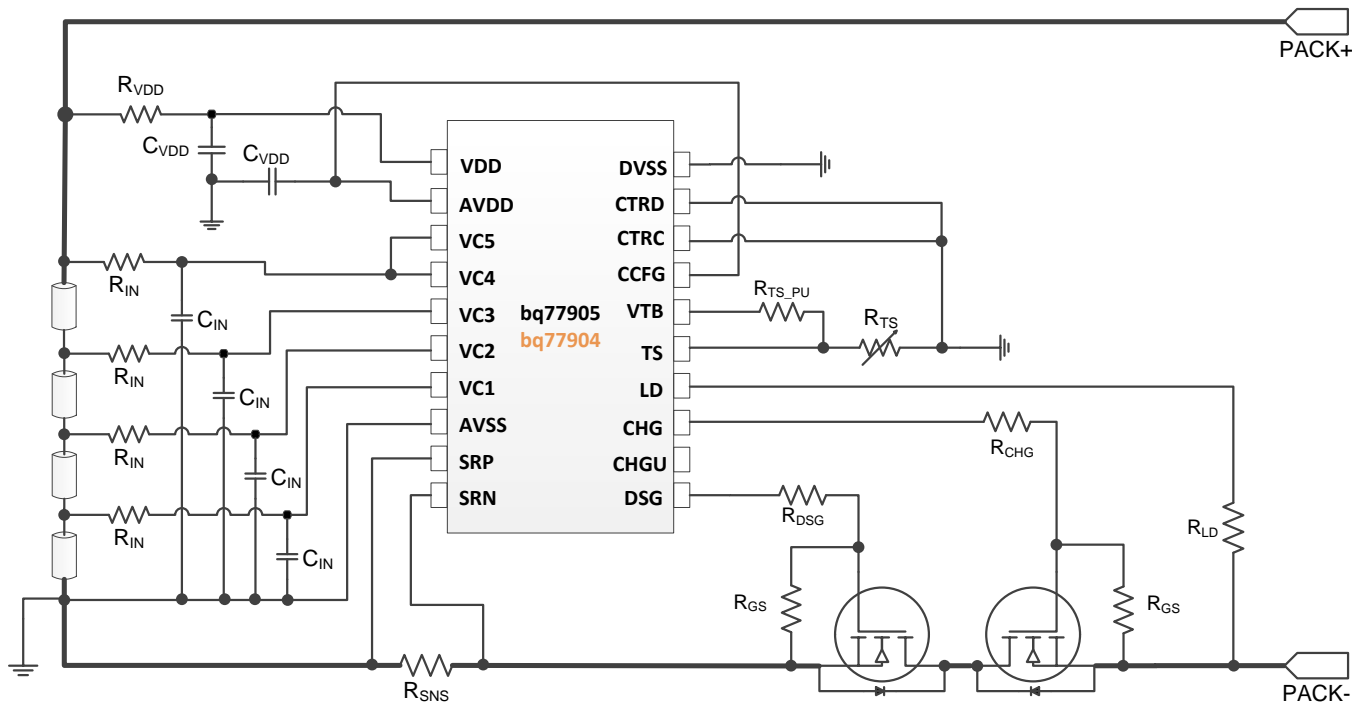 PACK+
RVDD
CVDD
CVDD
VDD
AVDD
VC5
VC4
VC3
VC2
VC1
AVSS
SRP
SRN
bq77905
bq77904
DVSS
CTRD
CTRC
CCFG
VTB
TS
LD
CHG
CHGU
DSG
RIN
CIN
RIN
CIN
RIN
CIN
RIN
CIN
RTS_PU
RTS
RCHG
RDSG
RLD
RGS
RGS
RSNS
PACK-